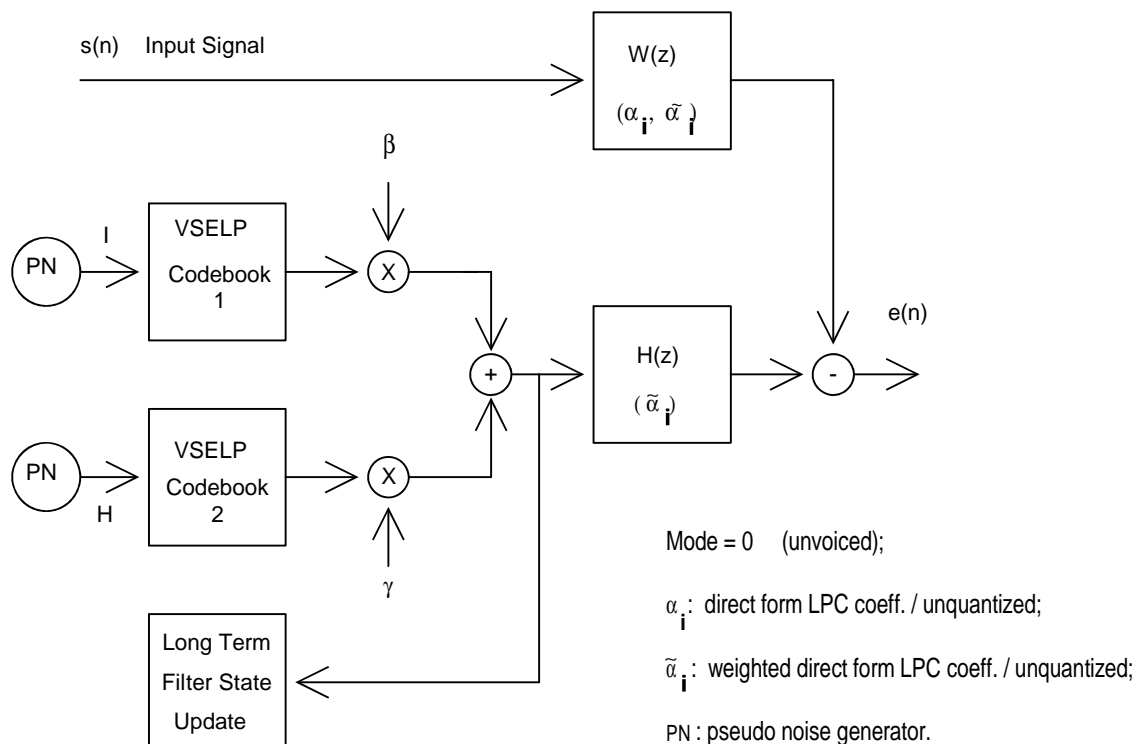 s(n) Input Signal
W(z)
(α i, α̃ i)
β
PN
I
VSELP
Codebook
1
X
e(n)
H(z)
(α̃ i)
+
-
PN
H
VSELP
Codebook
2
X
γ
Long Term
Filter State
Update
Mode = 0 (unvoiced);
α i : direct form LPC coeff. / unquantized;
α̃ i : weighted direct form LPC coeff. / unquantized;
PN : pseudo noise generator.